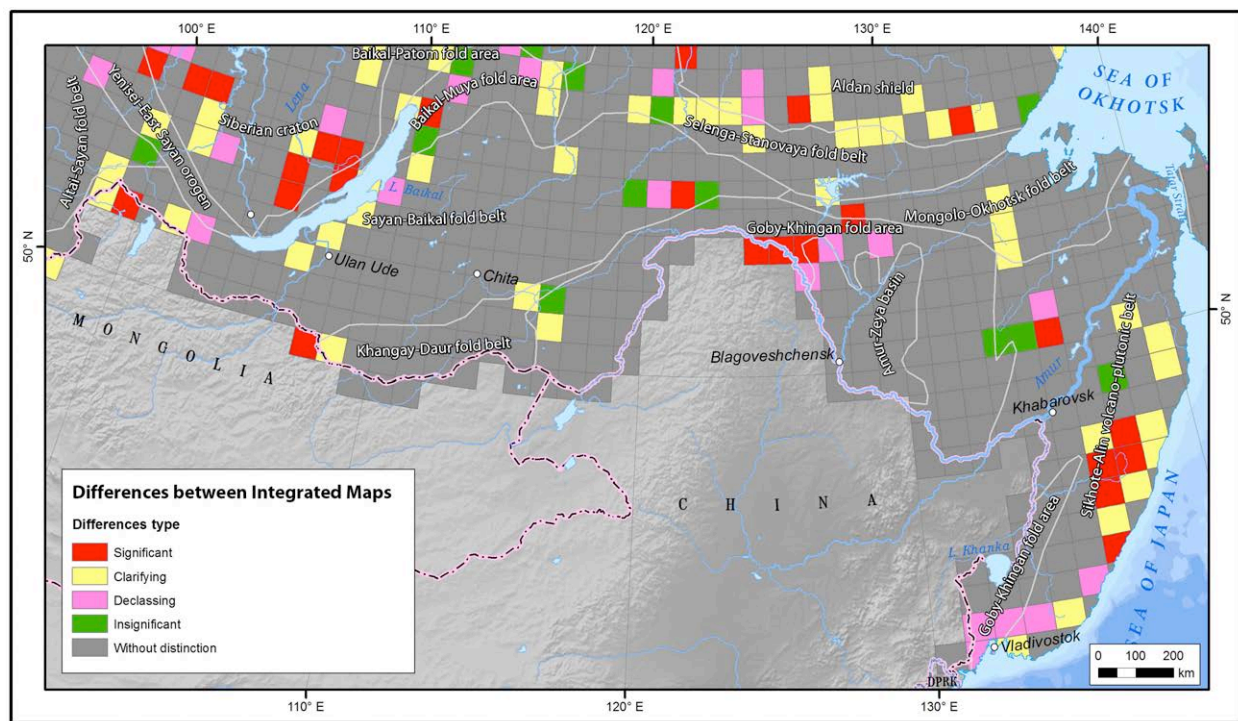 100° E
110° E
120° E
130° E
140° E
SEA OF
OKHOTSK
Baikal-Patom fold area
Baikal-Muya fold area
Aldan shield
Yenisei-East Sayan orogen
Altai-Sayan fold belt
Lena
Siberian craton
Selenga-Stanovaya fold belt
L. Baikal
Sayan-Baikal fold belt
Mongolo-Okhotsk fold belt
Tatar Strait
Goby-Khingan fold area
50° N
Ulan Ude
Chita
Amur-Zeya basin
50° N
MONGOLIA
Khangay-Daur fold belt
Blagoveshchensk
Amur
Khabarovsk
Sikhote-Alin volcano-plutonic belt
CHINA
L. Khanka
Goby-Khingan fold area
SEA OF JAPAN
Vladivostok
DPRK
Differences between Integrated Maps
Differences type
Significant
Clarifying
Declassing
Insignificant
Without distinction
0 100 200
km
110° E
120° E
130° E